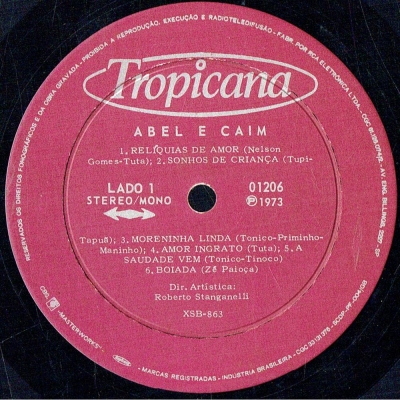 RESERVADOS OS DIREITOS FONOGRÁFICOS E DA OBRA GRAVADA - PROIBIDA A REPRODUÇÃO, EXECUÇÃO E RADIOTELEDIFUSÃO - FABR. POR RCA ELETRÔNICA LTDA.
Tropicana
ABEL E CAIM
1. RELÍQUIAS DE AMOR (Nelson
Gomes-Tuta); 2. SONHOS DE CRIANÇA (Tupi-
LADO 1
STEREO/MONO
01206
Ⓟ 1973
Tapuã); 3. MORENINHA LINDA (Tonico-Priminho-
Maninho); 4. AMOR INGRATO (Tuta); 5. A
SAUDADE VEM (Tonico-Tinoco)
6. BOIADA (Zé Paioça)
Dir. Artística:
Roberto Stanganelli
XSB-863
"MASTERWORKS"
Tropicana
- MARCAS REGISTRADAS - INDÚSTRIA BRASILEIRA -